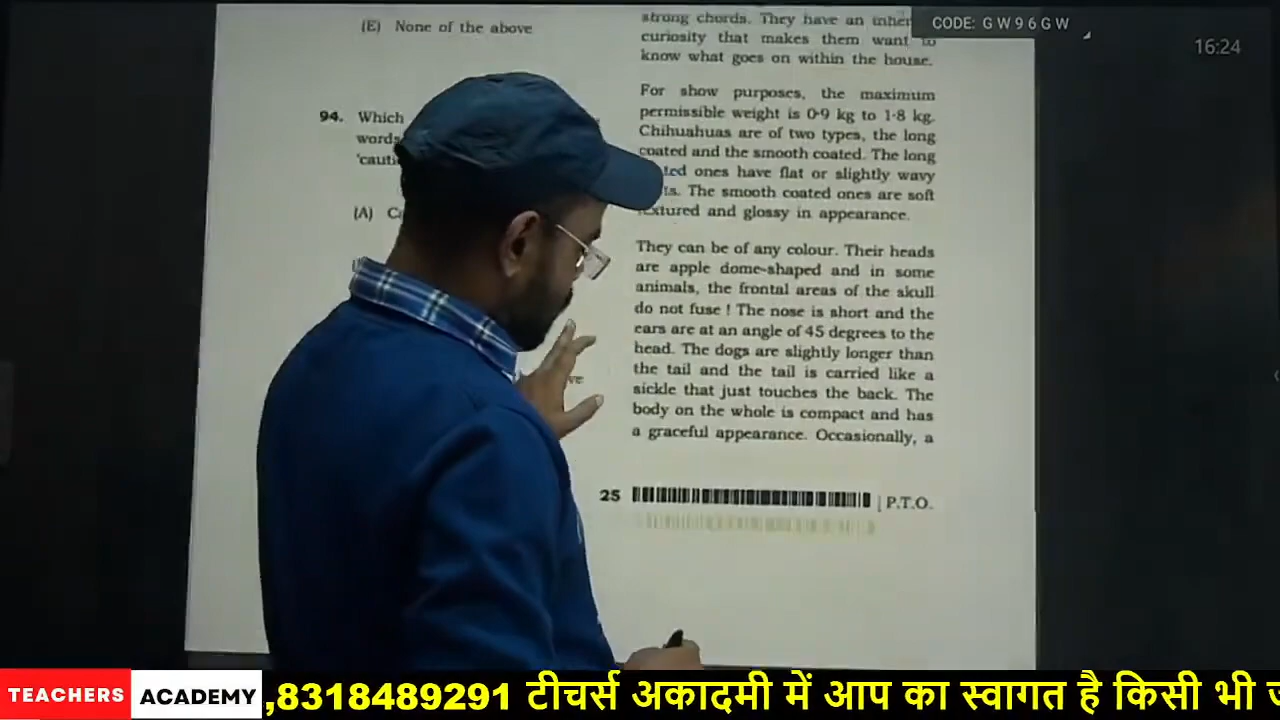 (E) None of the above
94. Which
words
'cauti
(A)
ve
strong chords. They have an inher
curiosity that makes them want to
know what goes on within the house.
For show purposes, the maximum
permissible weight is 0·9 kg to 1·8 kg.
Chihuahuas are of two types, the long
coated and the smooth coated. The long
ted ones have flat or slightly wavy
ts. The smooth coated ones are soft
textured and glossy in appearance.
They can be of any colour. Their heads
are apple dome-shaped and in some
animals, the frontal areas of the skull
do not fuse ! The nose is short and the
ears are at an angle of 45 degrees to the
head. The dogs are slightly longer than
the tail and the tail is carried like a
sickle that just touches the back. The
body on the whole is compact and has
a graceful appearance. Occasionally, a
25
| P.T.O.
CODE: G W 9 6 G W
16:24
TEACHERS ACADEMY ,8318489291 टीचर्स अकादमी में आप का स्वागत है किसी भी